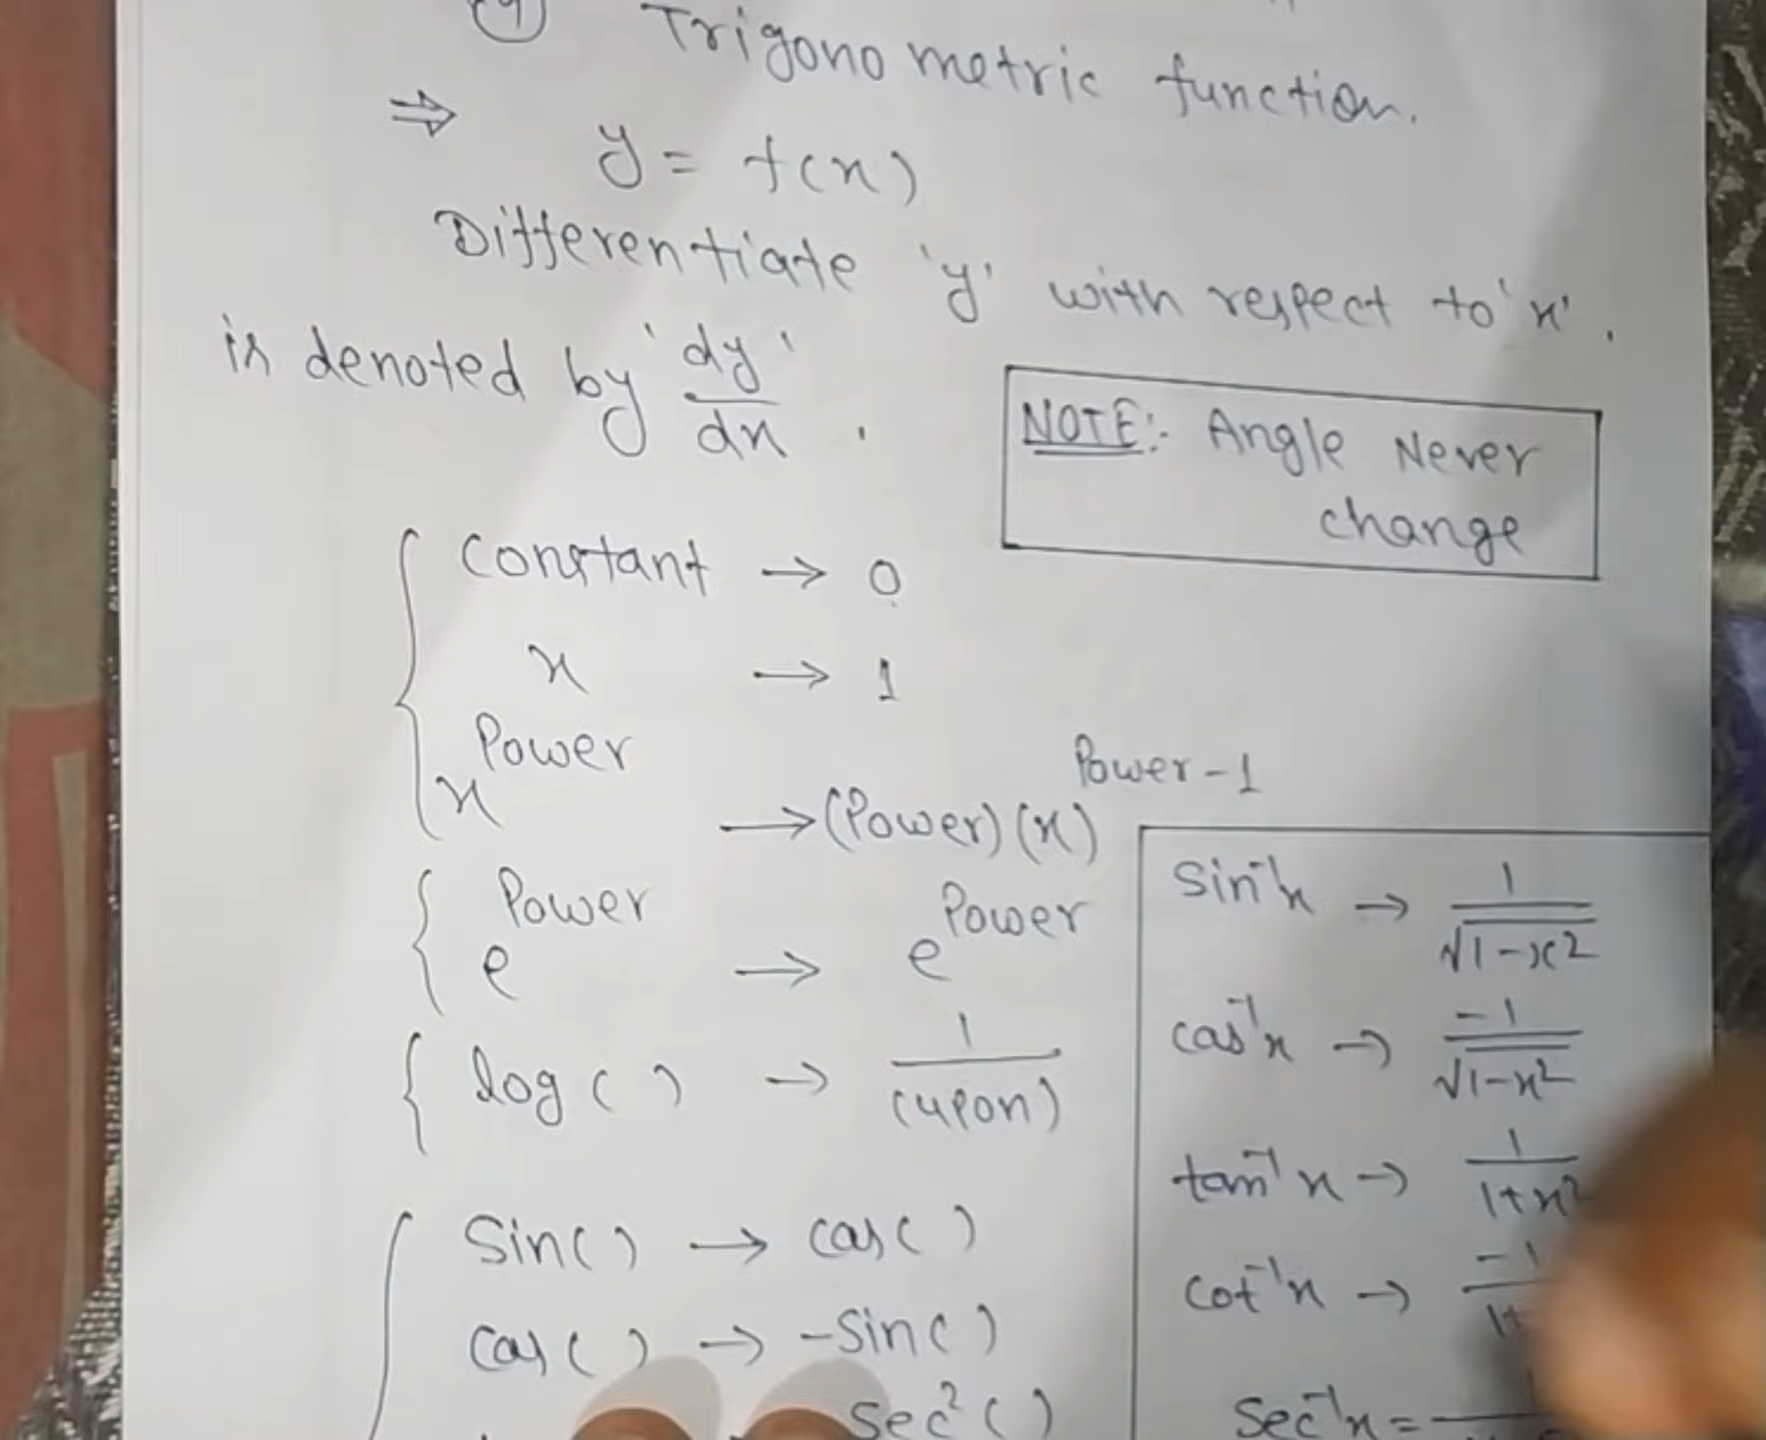 Trigonometric function.
⇒ y = f(x)
Differentiate 'y' with respect to 'x'.
is denoted by 'dy/dx'.
NOTE:- Angle Never
change
Constant → 0
x → 1
x^Power → (Power)(x)^Power-1
e^Power → e^Power
log( ) → 1/(upon)
Sin( ) → cos( )
cos( ) → -Sin( )
sec²( )
Sin⁻¹x → 1/√1-x²
cos⁻¹x → -1/√1-x²
tan⁻¹x → 1/1+x²
cot⁻¹x → -1/1+
Sec⁻¹x =